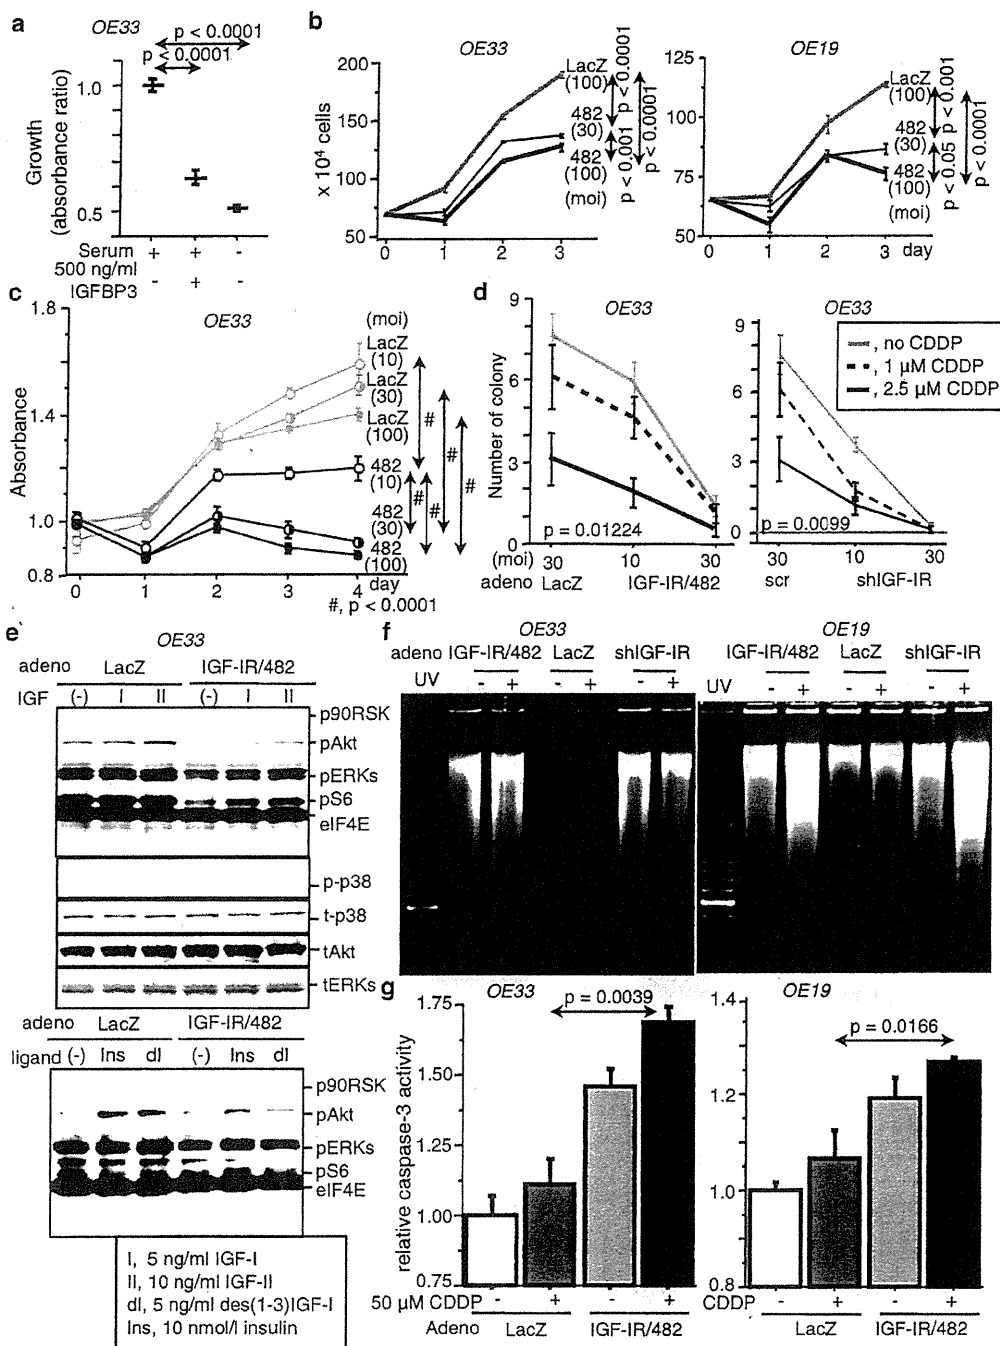 a
OE33
p < 0.0001
p < 0.0001
Growth
(absorbance ratio)
1.0
0.5
Serum + + -
500 ng/ml
IGFBP3 - + -
b
OE33
x 10⁴ cells
200
150
100
50
0 1 2 3
LacZ
(100)
482
(30)
482
(100)
(moi)
p < 0.001
p < 0.0001
p < 0.0001
OE19
125
100
75
50
0 1 2 3 day
LacZ
(100)
482
(30)
482
(100)
(moi)
p < 0.05
p < 0.001
p < 0.0001
c
OE33
Absorbance
1.8
1.4
1.0
0.8
0 1 2 3 4
day
(moi)
LacZ
(10)
LacZ
(30)
LacZ
(100)
482
(10)
482
(30)
482
(100)
# # # # #
#, p < 0.0001
d
OE33
Number of colony
9
6
3
0
p = 0.01224
30 10 30
(moi)
adeno LacZ IGF-IR/482
OE33
9
6
3
0
p = 0.0099
30 10 30
scr shIGF-IR
, no CDDP
, 1 µM CDDP
, 2.5 µM CDDP
e
OE33
adeno LacZ IGF-IR/482
IGF (-) I II (-) I II
p90RSK
pAkt
pERKs
pS6
eIF4E
p-p38
t-p38
tAkt
tERKs
adeno LacZ IGF-IR/482
ligand (-) Ins dI (-) Ins dI
p90RSK
pAkt
pERKs
pS6
eIF4E
I, 5 ng/ml IGF-I
II, 10 ng/ml IGF-II
dI, 5 ng/ml des(1-3)IGF-I
Ins, 10 nmol/l insulin
f
OE33
adeno IGF-IR/482 LacZ shIGF-IR
UV - + - + - +
OE19
IGF-IR/482 LacZ shIGF-IR
UV - + - + - +
g
OE33
relative caspase-3 activity
1.75
1.50
1.25
1.00
0.75
p = 0.0039
50 µM CDDP - + - +
Adeno LacZ IGF-IR/482
OE19
1.4
1.2
1.0
0.8
p = 0.0166
CDDP - + - +
LacZ IGF-IR/482